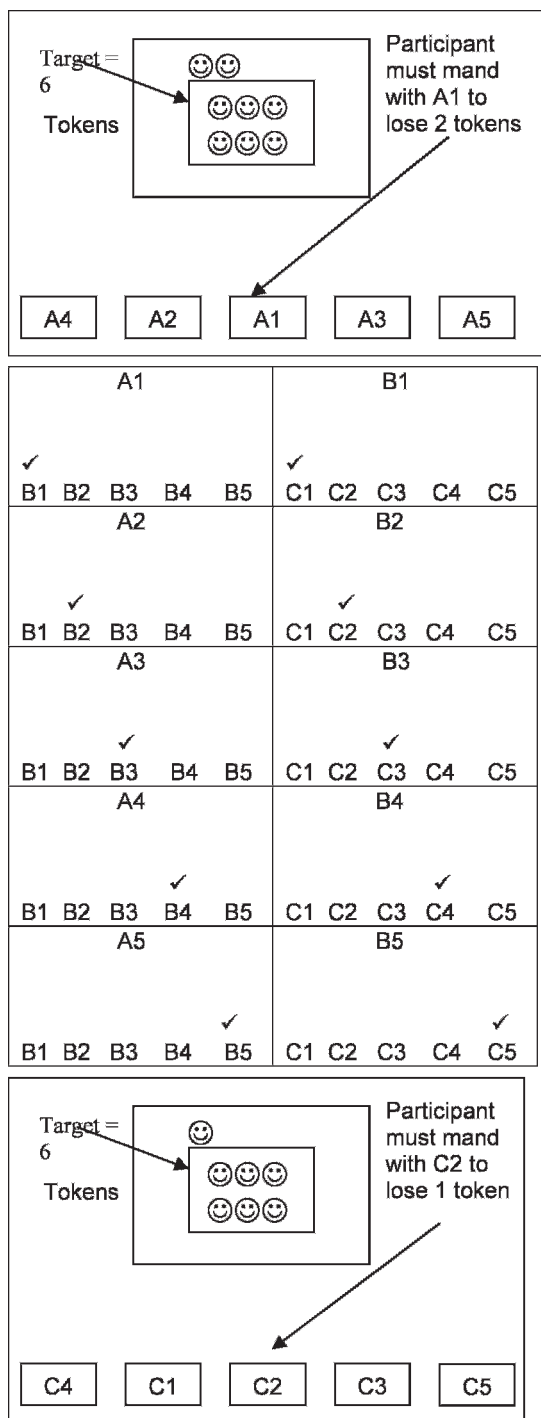 Target =
6
Tokens
Participant
must mand
with A1 to
lose 2 tokens
A4 A2 A1 A3 A5
A1 B1
✓ ✓
B1 B2 B3 B4 B5 C1 C2 C3 C4 C5
A2 B2
✓ ✓
B1 B2 B3 B4 B5 C1 C2 C3 C4 C5
A3 B3
✓ ✓
B1 B2 B3 B4 B5 C1 C2 C3 C4 C5
A4 B4
✓ ✓
B1 B2 B3 B4 B5 C1 C2 C3 C4 C5
A5 B5
✓ ✓
B1 B2 B3 B4 B5 C1 C2 C3 C4 C5
Target =
6
Tokens
Participant
must mand
with C2 to
lose 1 token
C4 C1 C2 C3 C5